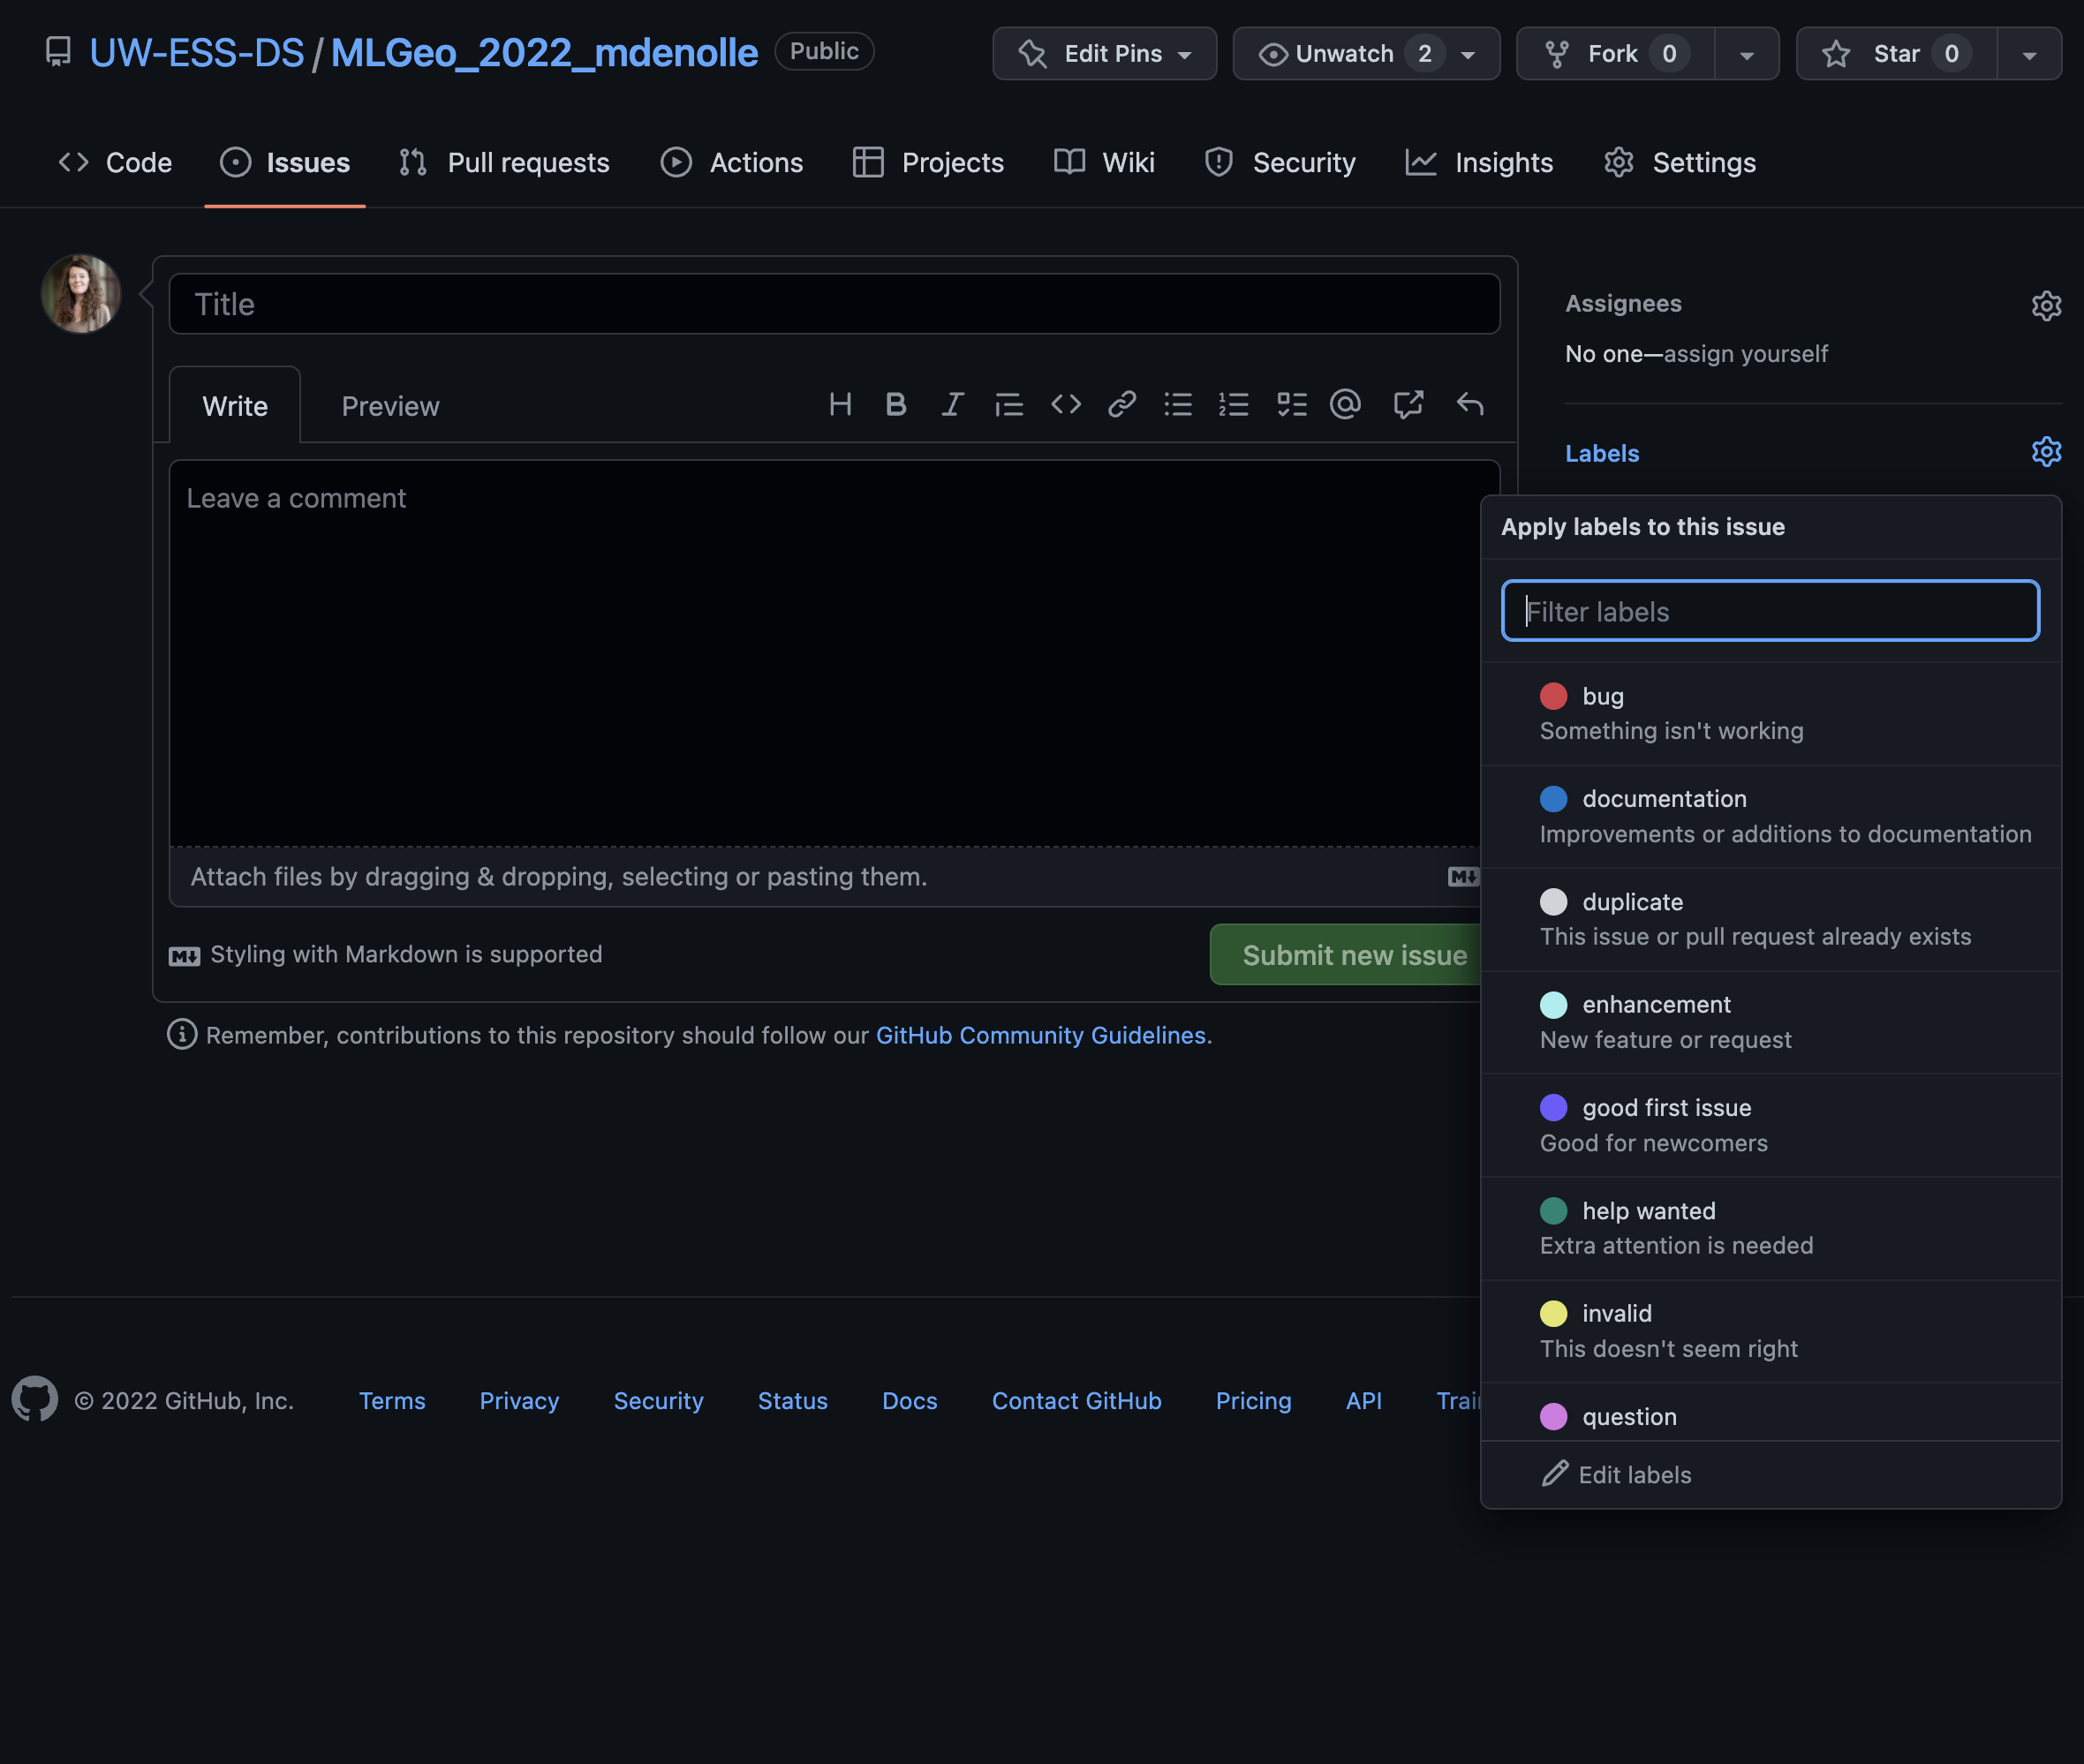 UW-ESS-DS / MLGeo_2022_mdenolle Public Edit Pins Unwatch 2 Fork 0 Star 0
Code Issues Pull requests Actions Projects Wiki Security Insights Settings
Title
Write Preview
Leave a comment
Attach files by dragging & dropping, selecting or pasting them.
Styling with Markdown is supported
Submit new issue
Remember, contributions to this repository should follow our GitHub Community Guidelines.
Assignees
No one—assign yourself
Labels
Apply labels to this issue
Filter labels
bug
Something isn't working
documentation
Improvements or additions to documentation
duplicate
This issue or pull request already exists
enhancement
New feature or request
good first issue
Good for newcomers
help wanted
Extra attention is needed
invalid
This doesn't seem right
question
Edit labels
© 2022 GitHub, Inc. Terms Privacy Security Status Docs Contact GitHub Pricing API